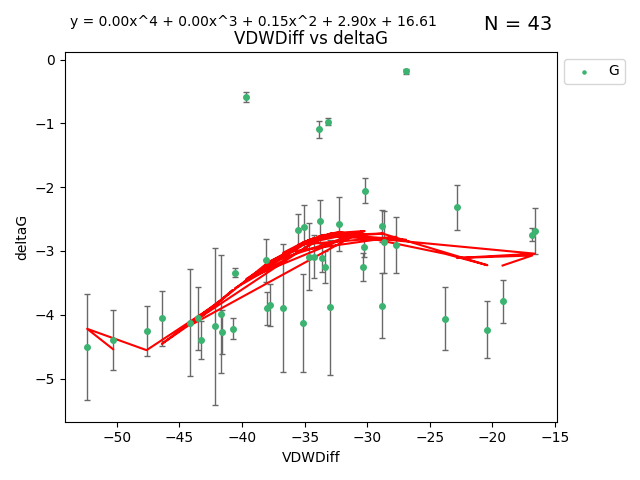 y = 0.00x^4 + 0.00x^3 + 0.15x^2 + 2.90x + 16.61
N = 43
VDWDiff vs deltaG
G
0
−1
−2
−3
−4
−5
deltaG
−50
−45
−40
−35
−30
−25
−20
−15
VDWDiff